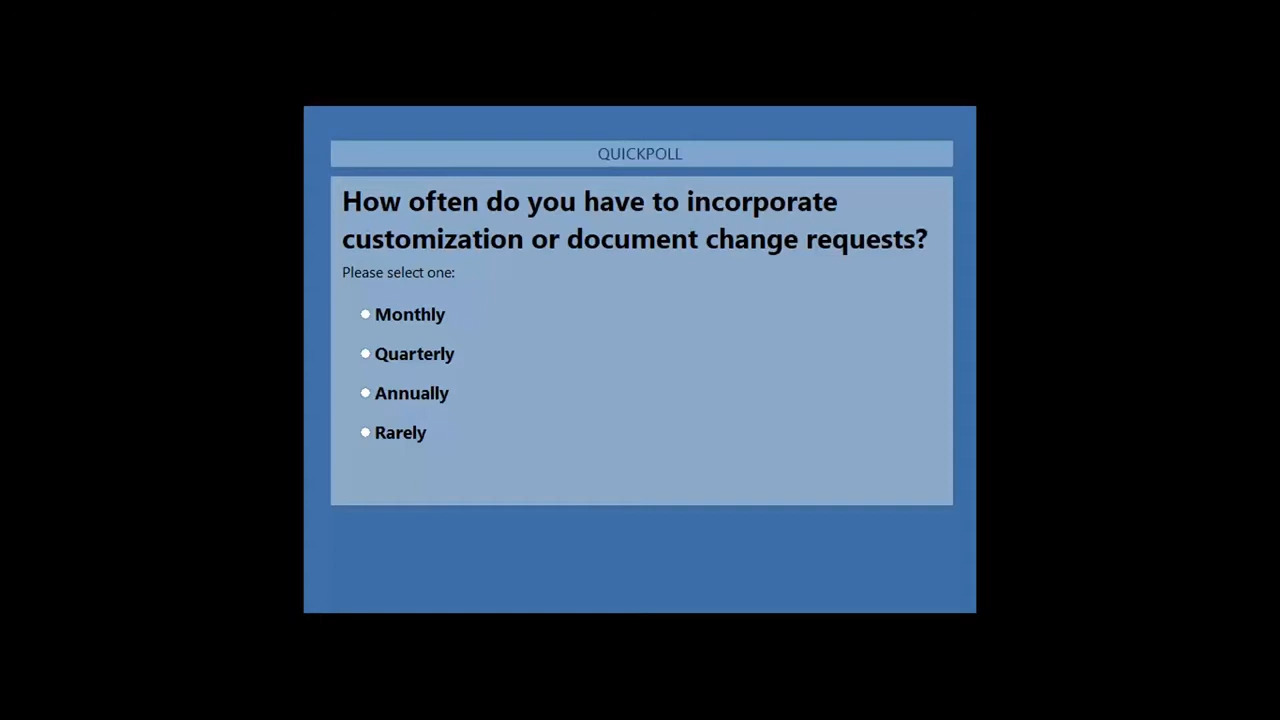 QUICKPOLL
How often do you have to incorporate
customization or document change requests?
Please select one:
Monthly
Quarterly
Annually
Rarely